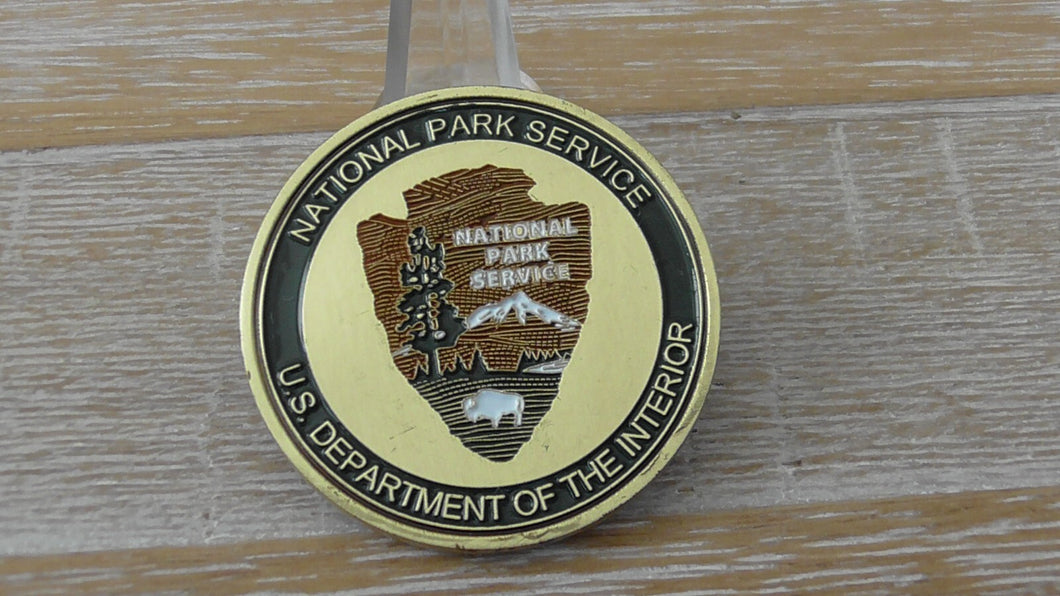 NATIONAL PARK SERVICE
NATIONAL
PARK
SERVICE
U.S. DEPARTMENT OF THE INTERIOR